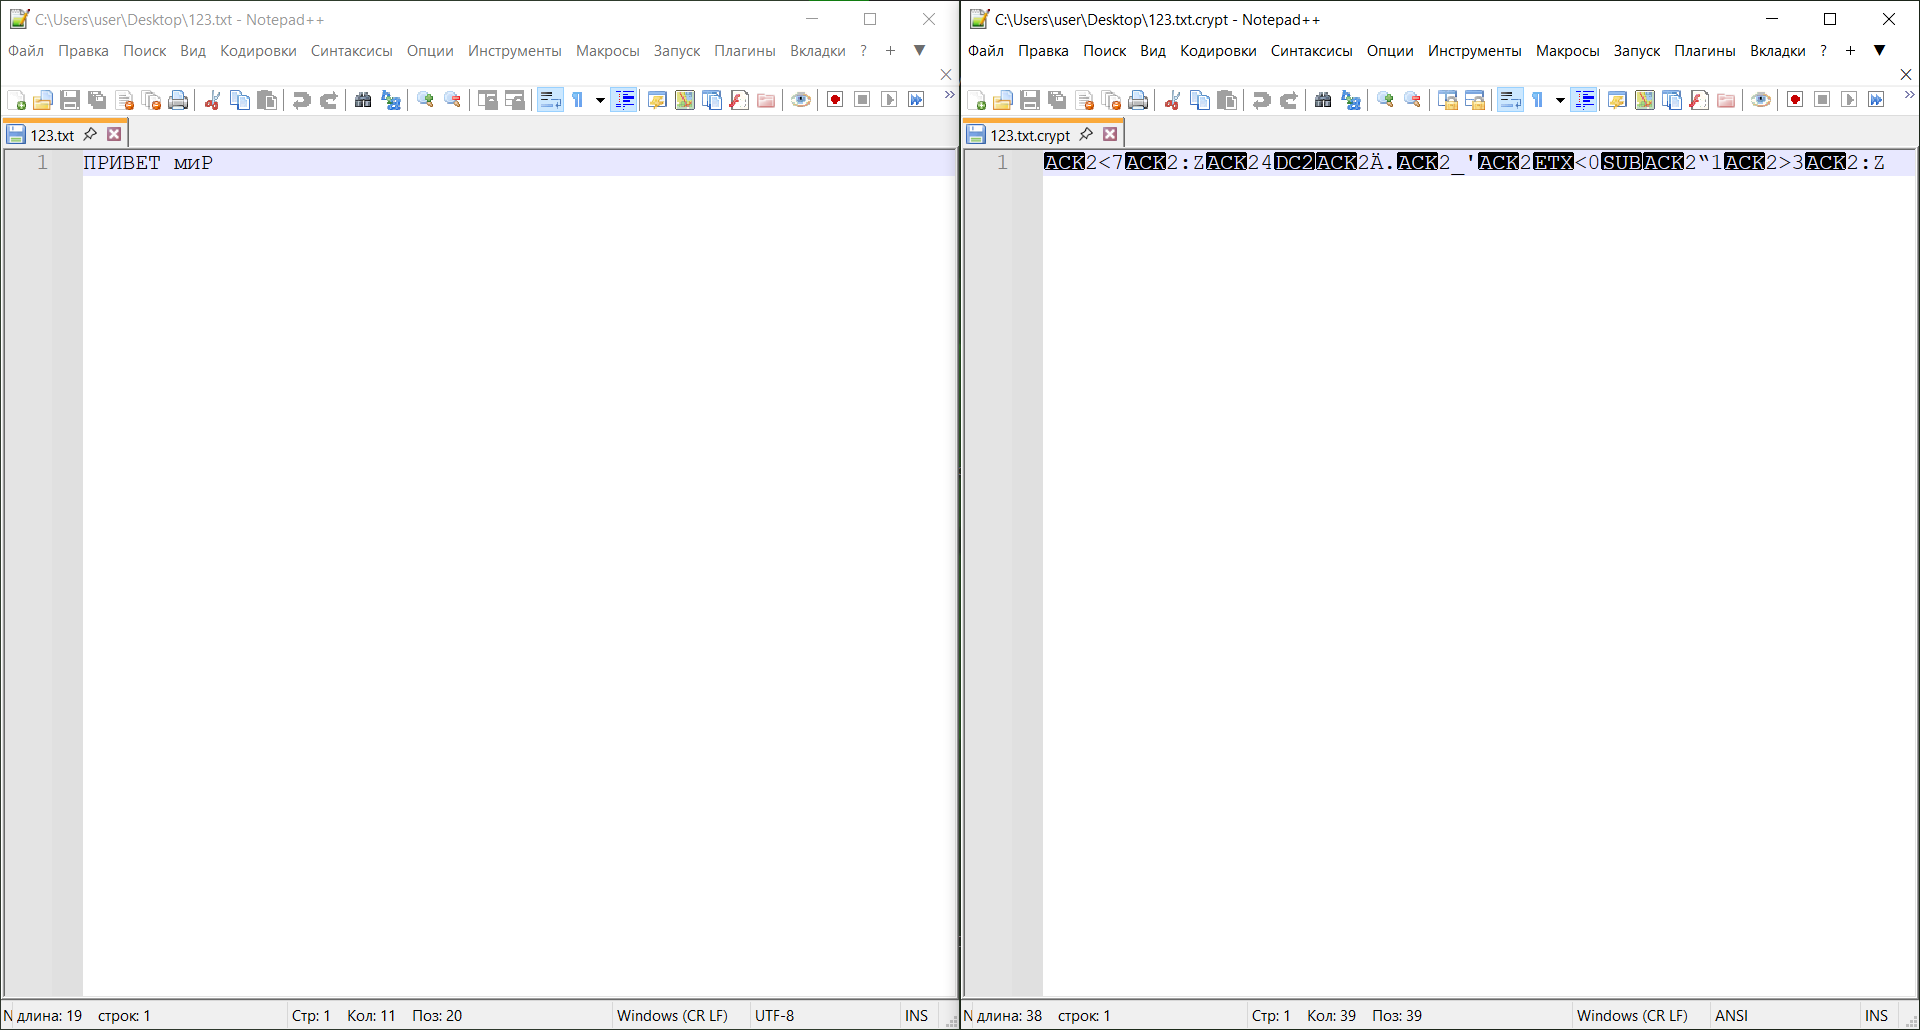 C:\Users\user\Desktop\123.txt - Notepad++
Файл Правка Поиск Вид Кодировки Синтаксисы Опции Инструменты Макросы Запуск Плагины Вкладки ? + ▼
123.txt
1 ПРИВЕТ миР
N длина: 19 строк: 1 Стр: 1 Кол: 11 Поз: 20 Windows (CR LF) UTF-8 INS
C:\Users\user\Desktop\123.txt.crypt - Notepad++
Файл Правка Поиск Вид Кодировки Синтаксисы Опции Инструменты Макросы Запуск Плагины Вкладки ? + ▼
123.txt.crypt
1 ACK2<7ACK2:ZACK24DC2ACK2Ä.ACK2_'ACK2ETX<0SUBACK2‟1ACK2>3ACK2:Z
N длина: 38 строк: 1 Стр: 1 Кол: 39 Поз: 39 Windows (CR LF) ANSI INS